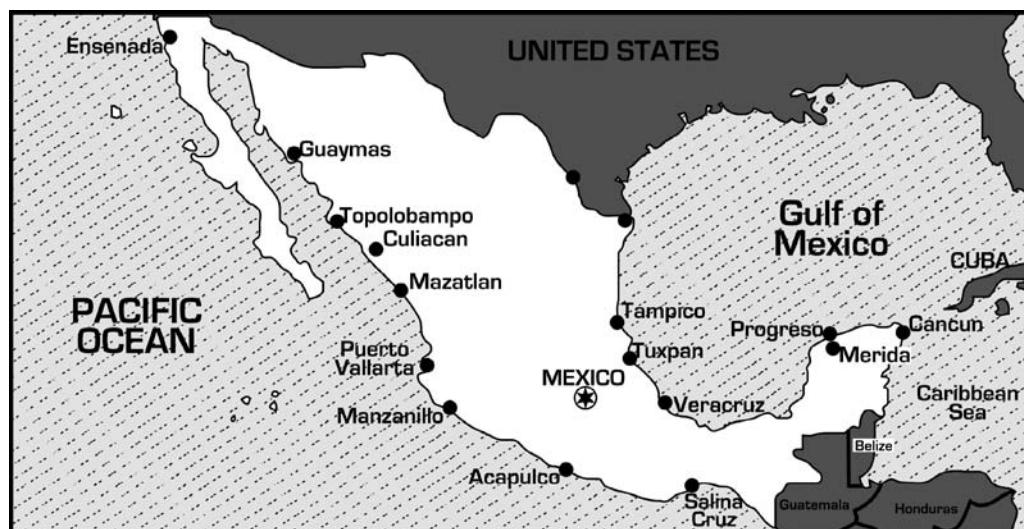 Ensenada
UNITED STATES
Guaymas
Topolobampo
Culiacan
Gulf of
Mexico
CUBA
Mazatlan
PACIFIC
OCEAN
Tampico
Progreso
Cancun
Puerto
Vallarta
Tuxpan
Merida
MEXICO
Caribbean
Sea
Manzanillo
Veracruz
Belize
Acapulco
Salina
Cruz
Guatemala
Honduras